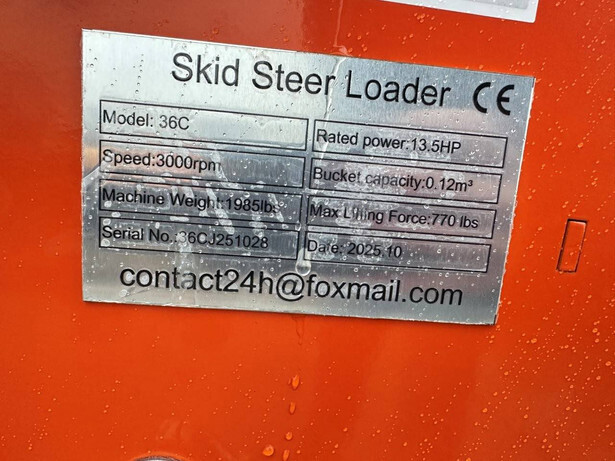 Skid Steer Loader CE
Model: 36C
Rated power:13.5HP
Speed:3000rpm
Bucket capacity:0.12m³
Machine Weight:1985lbs
Max Lifting Force:770 lbs
Serial No.:36CJ251028
Date: 2025.10
contact24h@foxmail.com